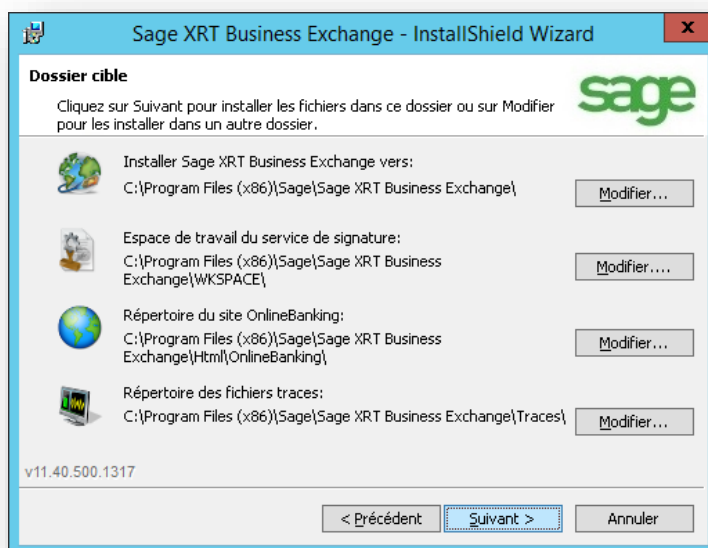 Sage XRT Business Exchange - InstallShield Wizard
x
Dossier cible
Cliquez sur Suivant pour installer les fichiers dans ce dossier ou sur Modifier
pour les installer dans un autre dossier.
sage
Installer Sage XRT Business Exchange vers:
C:\Program Files (x86)\Sage\Sage XRT Business Exchange\
Modifier...
Espace de travail du service de signature:
C:\Program Files (x86)\Sage\Sage XRT Business
Exchange\WKSPACE\
Modifier....
Répertoire du site OnlineBanking:
C:\Program Files (x86)\Sage\Sage XRT Business
Exchange\Html\OnlineBanking\
Modifier...
Répertoire des fichiers traces:
C:\Program Files (x86)\Sage\Sage XRT Business Exchange\Traces\
Modifier...
v11.40.500.1317
< Précédent
Suivant >
Annuler